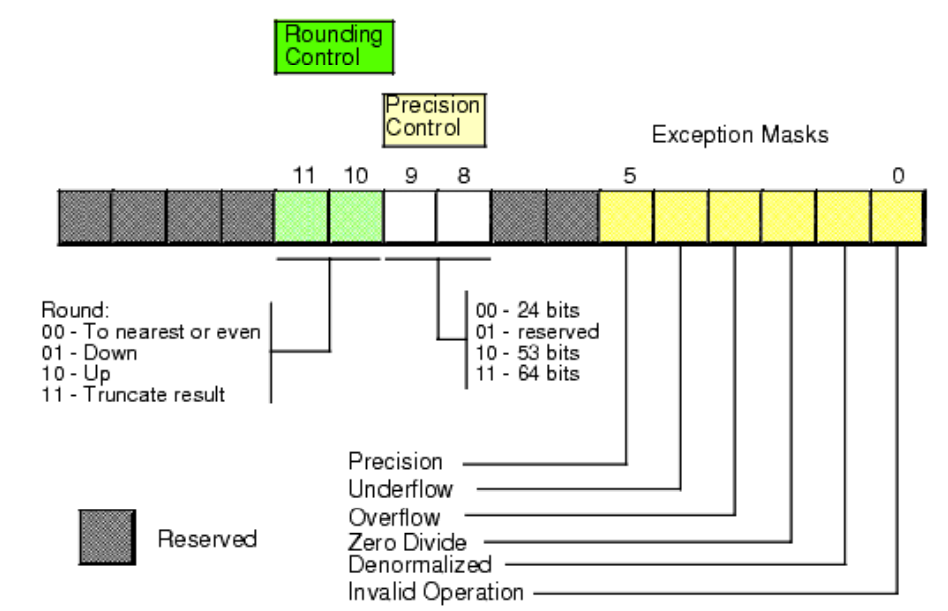 Rounding
Control
Precision
Control
Exception Masks
11 10 9 8 5 0
Round:
00 - To nearest or even
01 - Down
10 - Up
11 - Truncate result
00 - 24 bits
01 - reserved
10 - 53 bits
11 - 64 bits
Precision
Underflow
Overflow
Zero Divide
Denormalized
Invalid Operation
Reserved